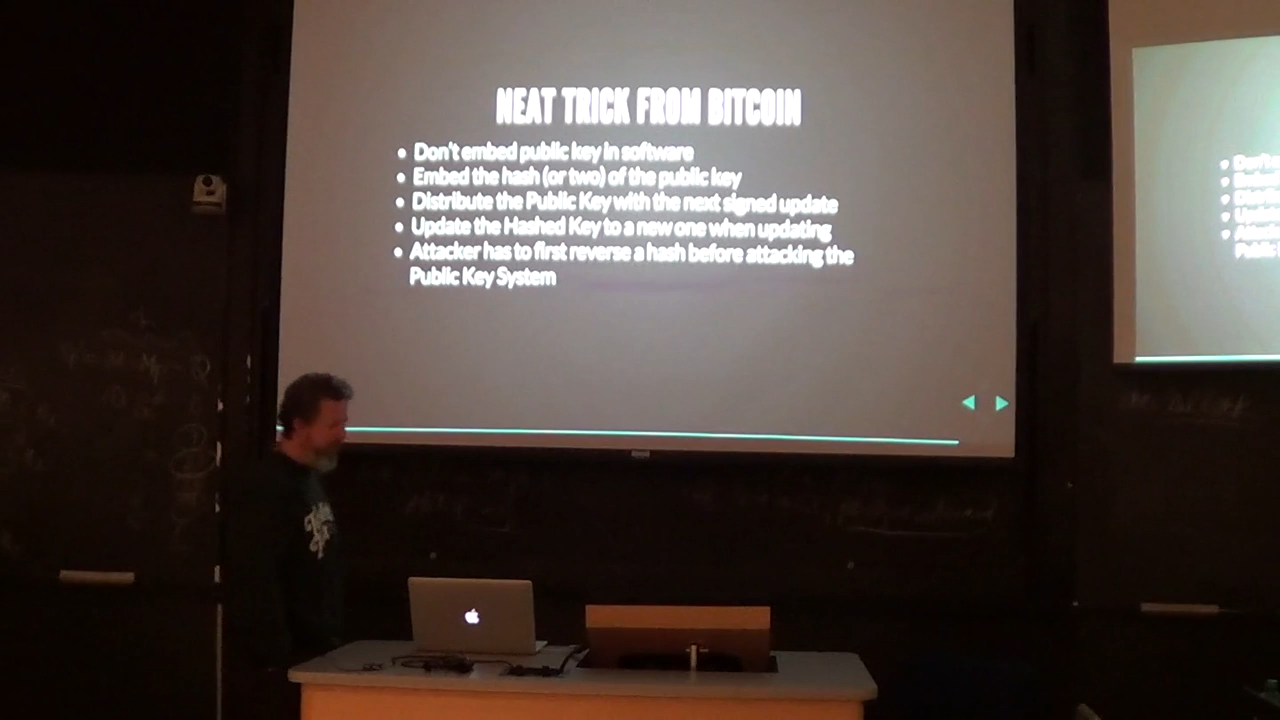 NEAT TRICK FROM BITCOIN
• Don't embed public key in software
• Embed the hash (or two) of the public key
• Distribute the Public Key with the next signed update
• Update the Hashed Key to a new one when updating
• Attacker has to first reverse a hash before attacking the
Public Key System